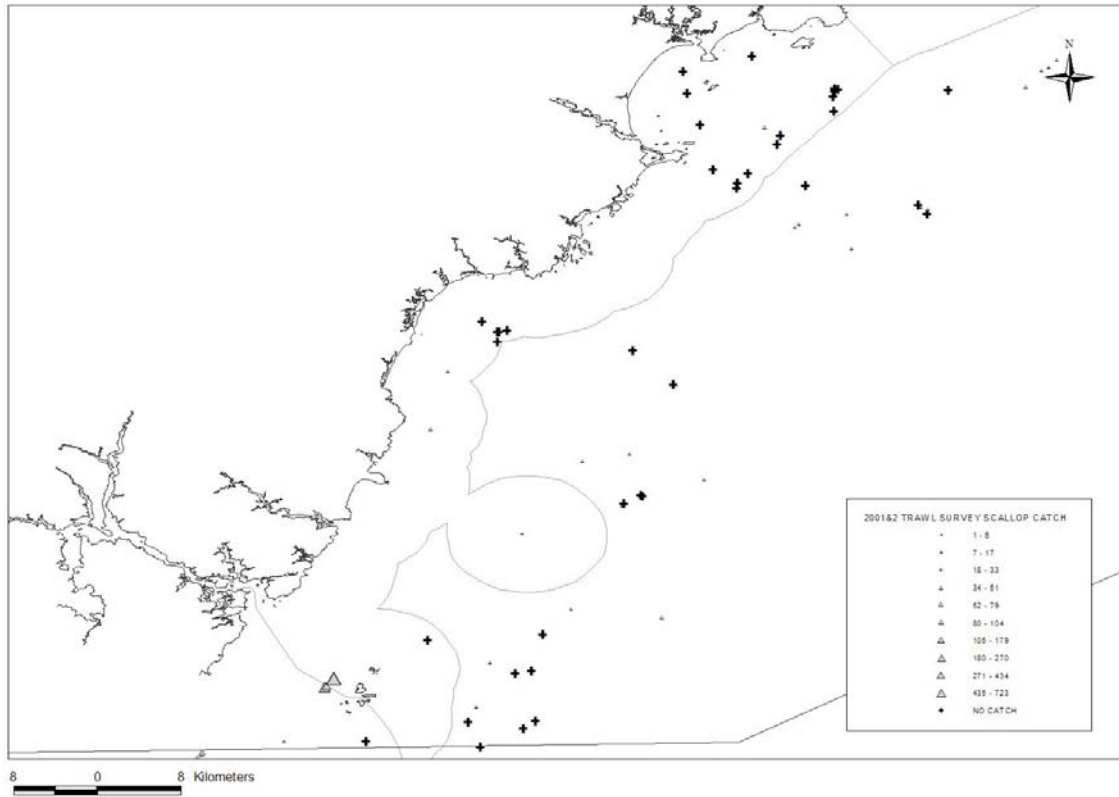 N
2001&2 TRAWL SURVEY SCALLOP CATCH
1 - 6
7 - 17
18 - 33
34 - 51
52 - 79
80 - 104
105 - 179
180 - 270
271 - 434
435 - 723
NO CATCH
8 0 8 Kilometers